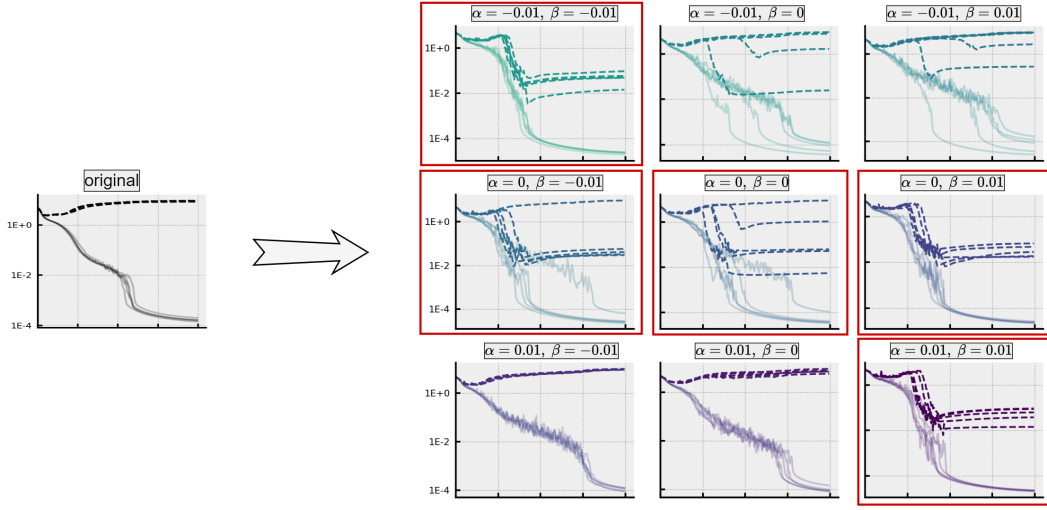 α = −0.01, β = −0.01
α = −0.01, β = 0
α = −0.01, β = 0.01
1E+0
1E-2
1E-4
original
1E+0
1E-2
1E-4
α = 0, β = −0.01
α = 0, β = 0
α = 0, β = 0.01
1E+0
1E-2
1E-4
α = 0.01, β = −0.01
α = 0.01, β = 0
α = 0.01, β = 0.01
1E+0
1E-2
1E-4